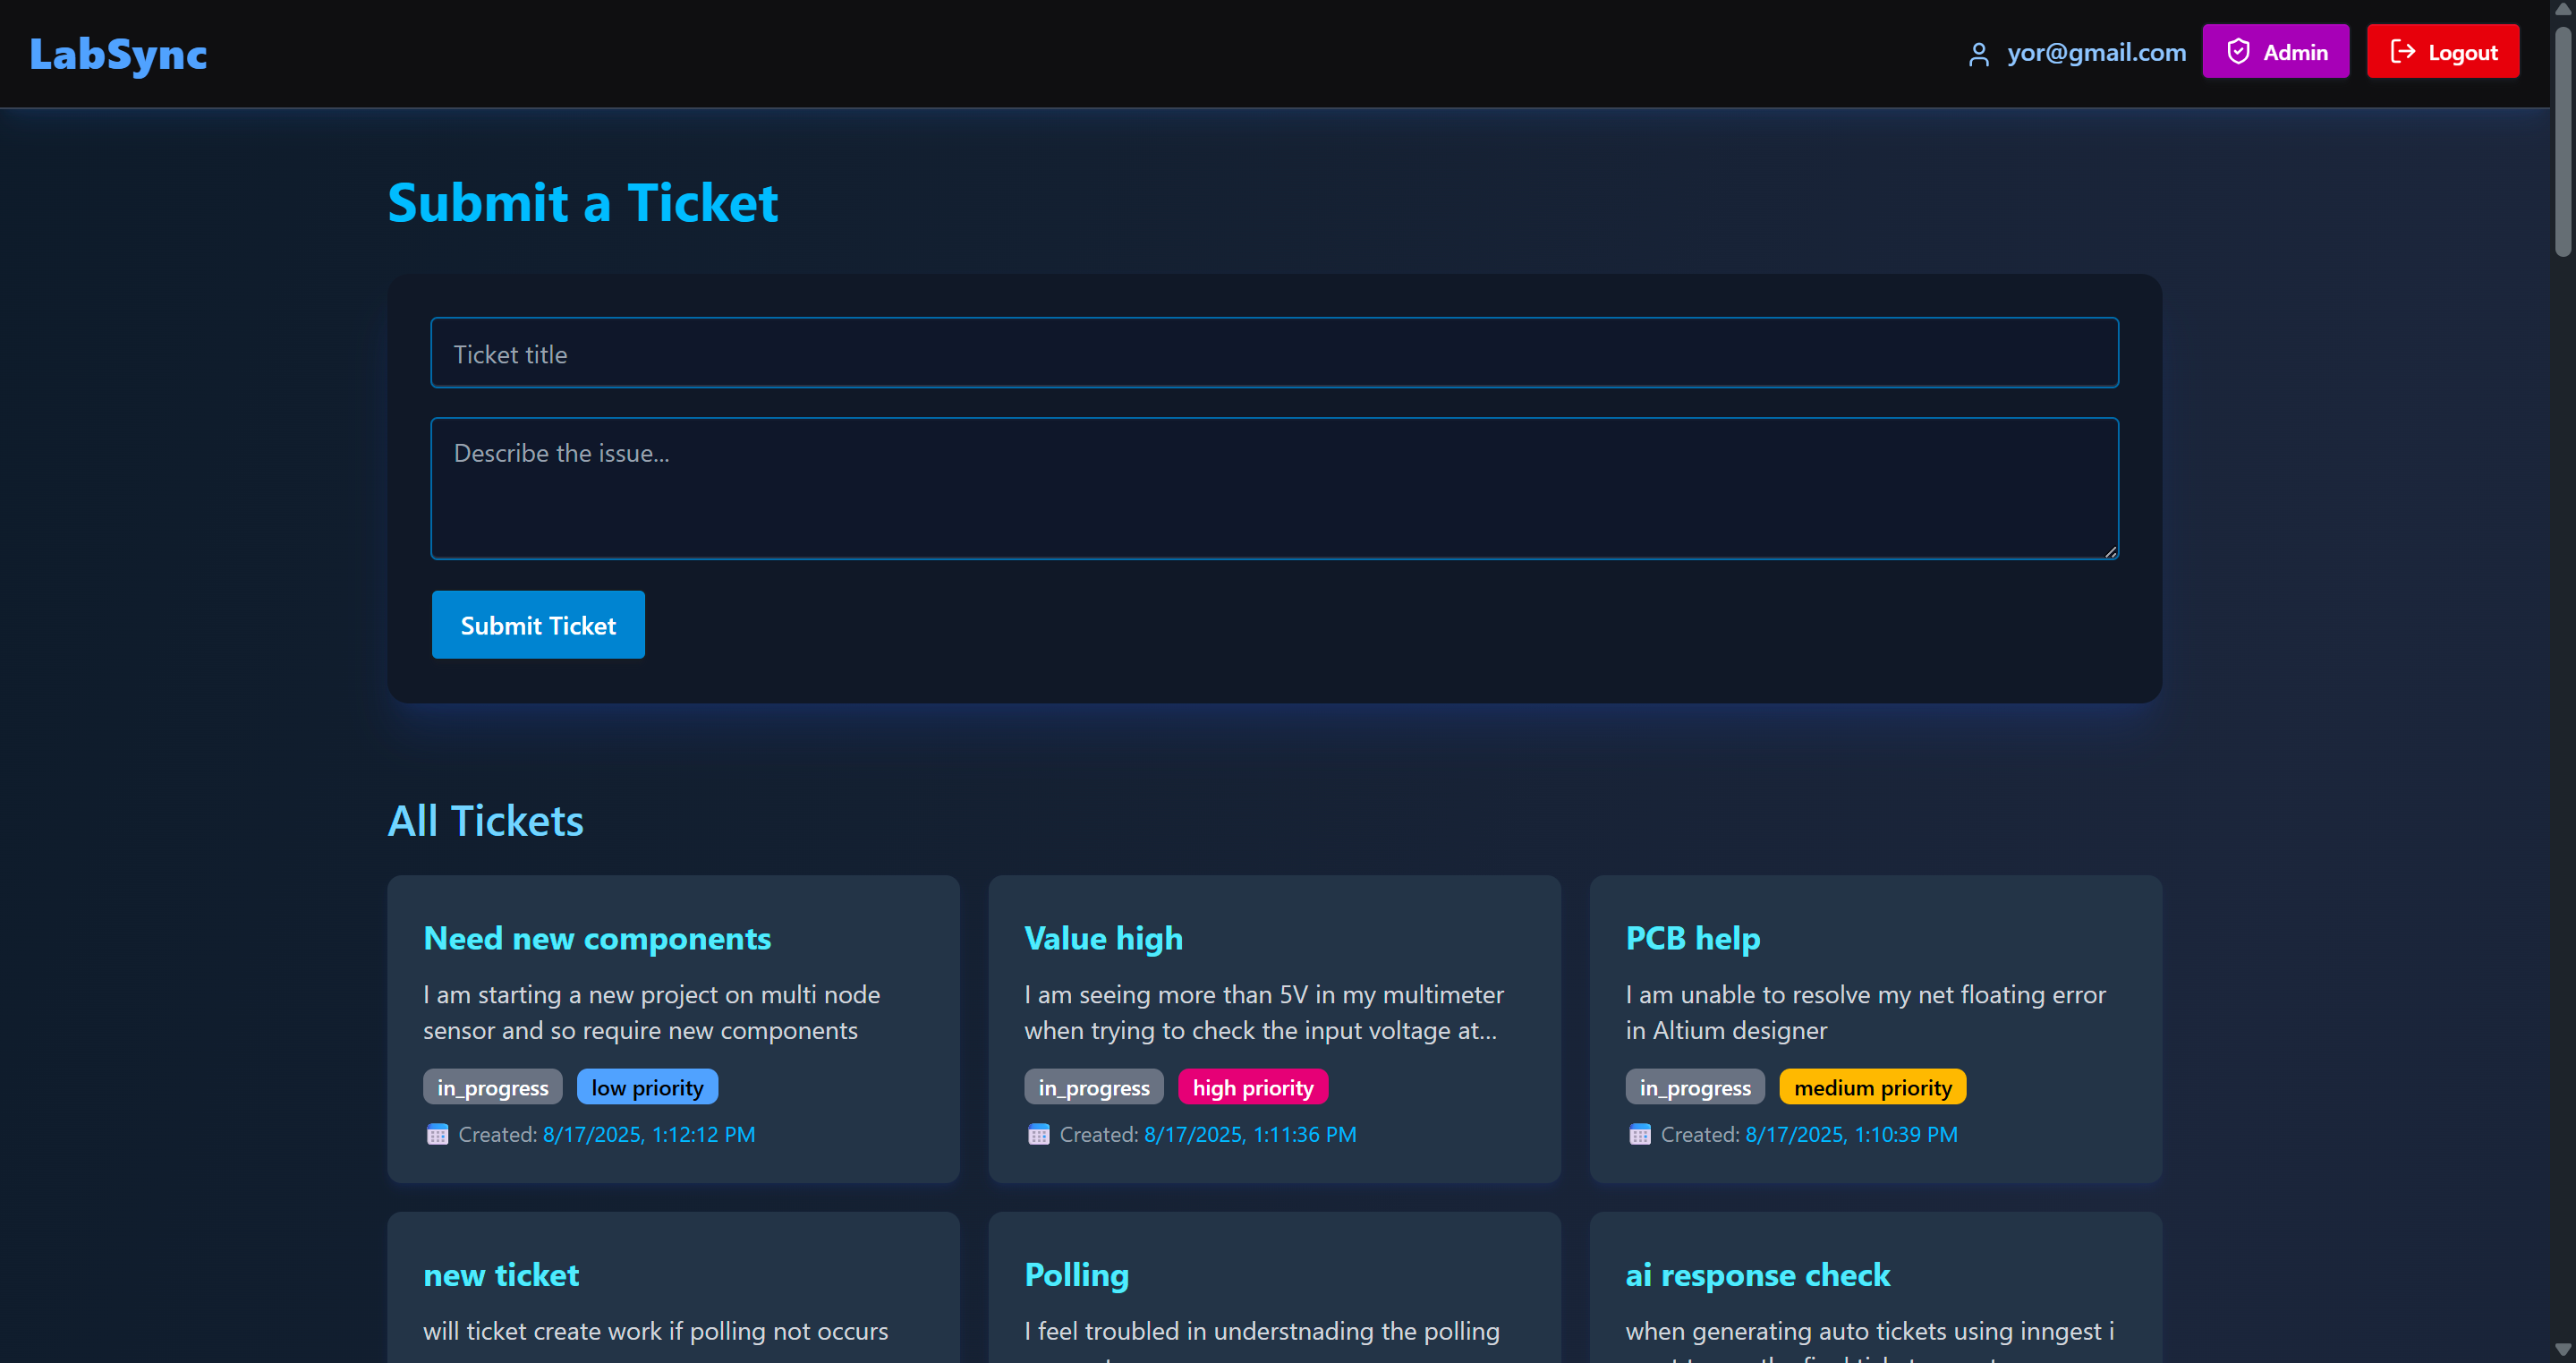 LabSync
yor@gmail.com
Admin
Logout
Submit a Ticket
Ticket title
Describe the issue...
Submit Ticket
All Tickets
Need new components
I am starting a new project on multi node
sensor and so require new components
in_progress
low priority
Created: 8/17/2025, 1:12:12 PM
Value high
I am seeing more than 5V in my multimeter
when trying to check the input voltage at...
in_progress
high priority
Created: 8/17/2025, 1:11:36 PM
PCB help
I am unable to resolve my net floating error
in Altium designer
in_progress
medium priority
Created: 8/17/2025, 1:10:39 PM
new ticket
will ticket create work if polling not occurs
Polling
I feel troubled in understnading the polling
ai response check
when generating auto tickets using inngest i